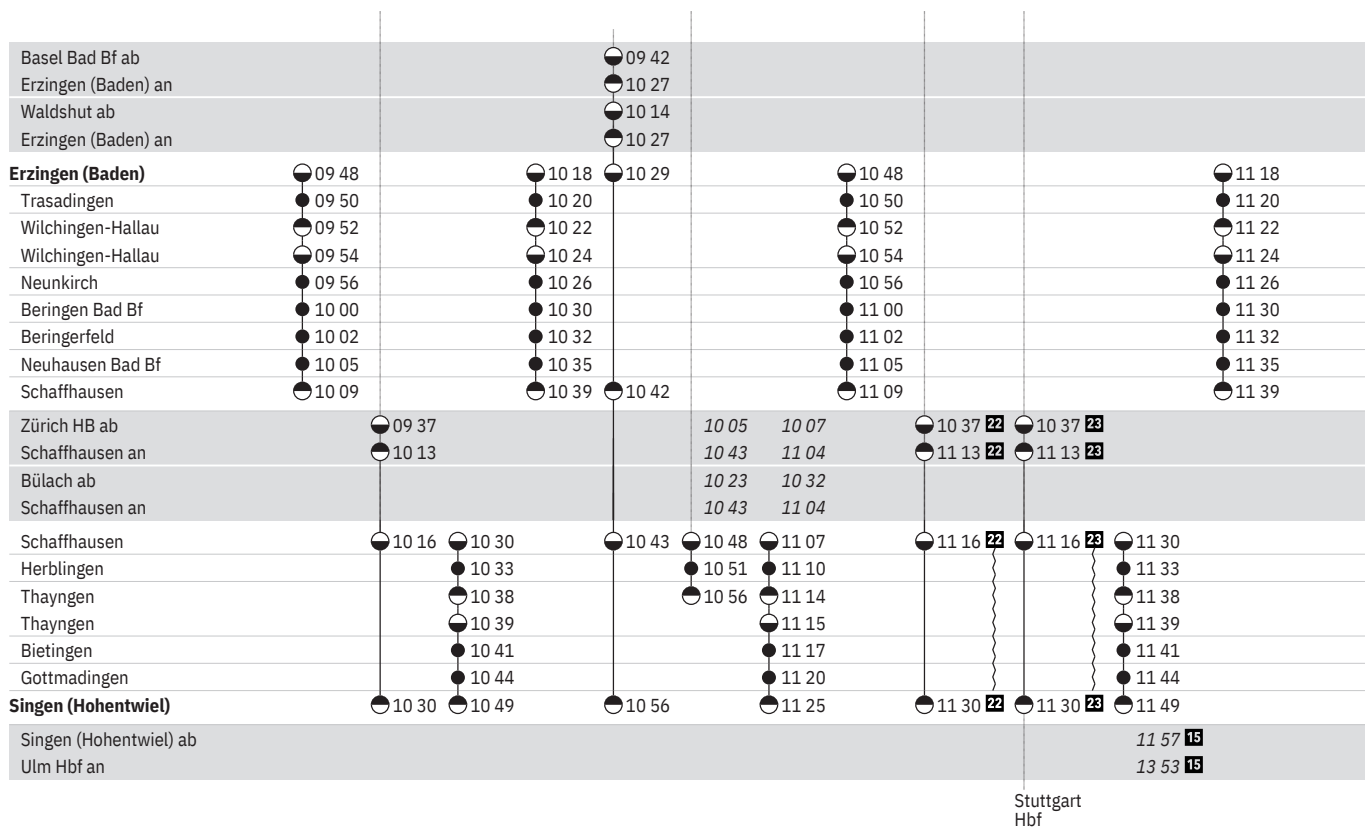 Basel Bad Bf ab 09 42
Erzingen (Baden) an 10 27
Waldshut ab 10 14
Erzingen (Baden) an 10 27
Erzingen (Baden) 09 48 10 18 10 29 10 48 11 18
Trasadingen 09 50 10 20 10 50 11 20
Wilchingen-Hallau 09 52 10 22 10 52 11 22
Wilchingen-Hallau 09 54 10 24 10 54 11 24
Neunkirch 09 56 10 26 10 56 11 26
Beringen Bad Bf 10 00 10 30 11 00 11 30
Beringerfeld 10 02 10 32 11 02 11 32
Neuhausen Bad Bf 10 05 10 35 11 05 11 35
Schaffhausen 10 09 10 39 10 42 11 09 11 39
Zürich HB ab 09 37 10 05 10 07 10 37 22 10 37 23
Schaffhausen an 10 13 10 43 11 04 11 13 22 11 13 23
Bülach ab 10 23 10 32
Schaffhausen an 10 43 11 04
Schaffhausen 10 16 10 30 10 43 10 48 11 07 11 16 22 11 16 23 11 30
Herblingen 10 33 10 51 11 10 11 33
Thayngen 10 38 10 56 11 14 11 38
Thayngen 10 39 11 15 11 39
Bietingen 10 41 11 17 11 41
Gottmadingen 10 44 11 20 11 44
Singen (Hohentwiel) 10 30 10 49 10 56 11 25 11 30 22 11 30 23 11 49
Singen (Hohentwiel) ab 11 57 15
Ulm Hbf an 13 53 15
Stuttgart
Hbf